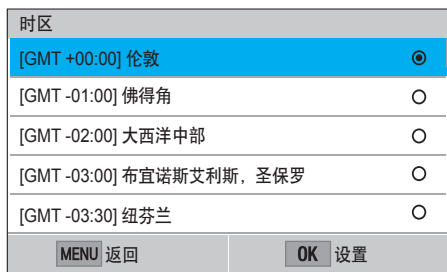 时区
[GMT +00:00] 伦敦
[GMT -01:00] 佛得角
[GMT -02:00] 大西洋中部
[GMT -03:00] 布宜诺斯艾利斯，圣保罗
[GMT -03:30] 纽芬兰
MENU 返回 OK 设置